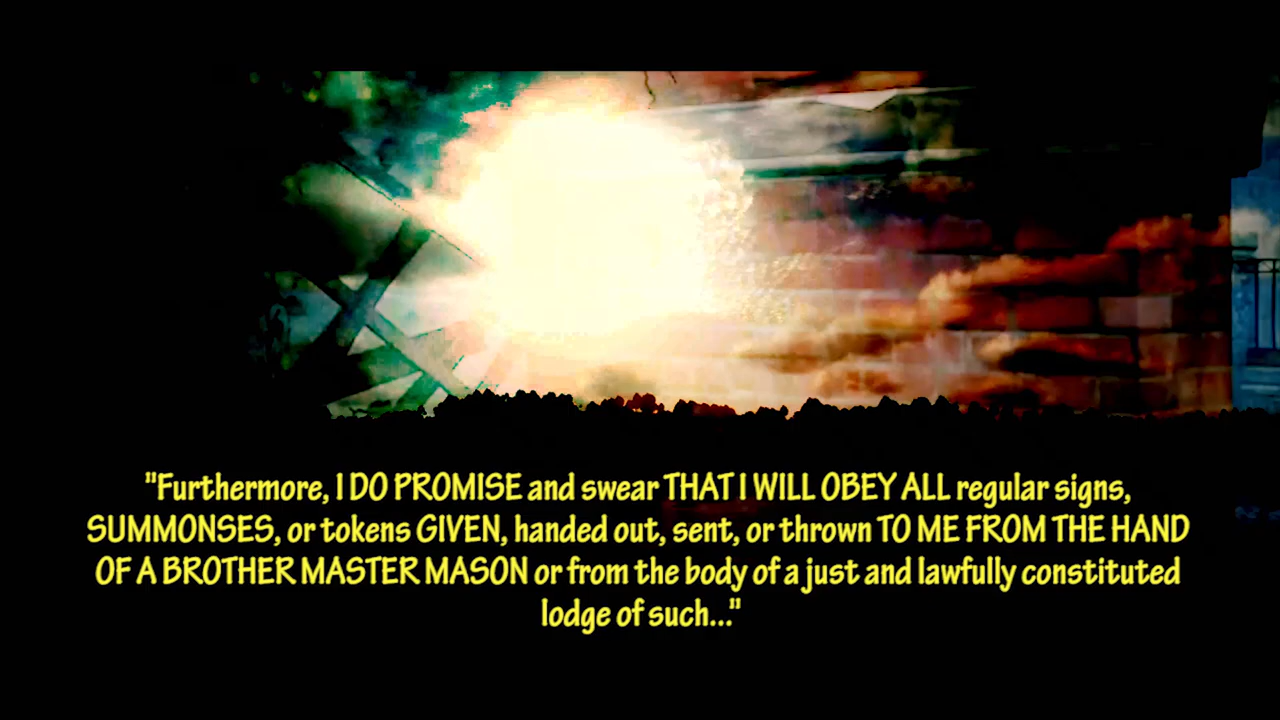 "Furthermore, I DO PROMISE and swear THAT I WILL OBEY ALL regular signs,
SUMMONSES, or tokens GIVEN, handed out, sent, or thrown TO ME FROM THE HAND
OF A BROTHER MASTER MASON or from the body of a just and lawfully constituted
lodge of such..."